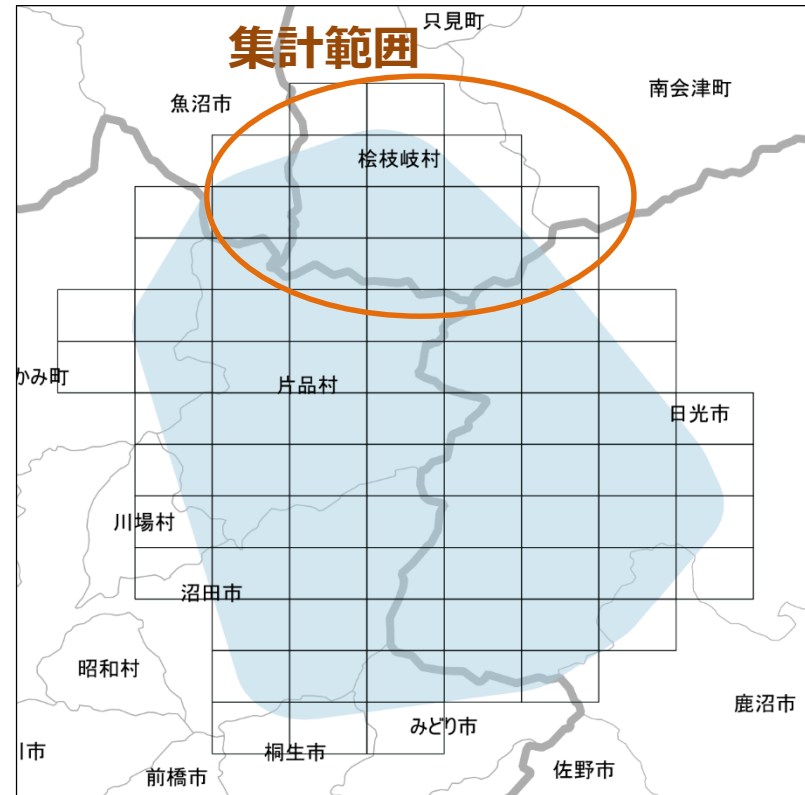 只見町
集計範囲
南会津町
魚沼市
桧枝岐村
かみ町
片品村
日光市
川場村
沼田市
昭和村
鹿沼市
みどり市
川市
桐生市
前橋市
佐野市